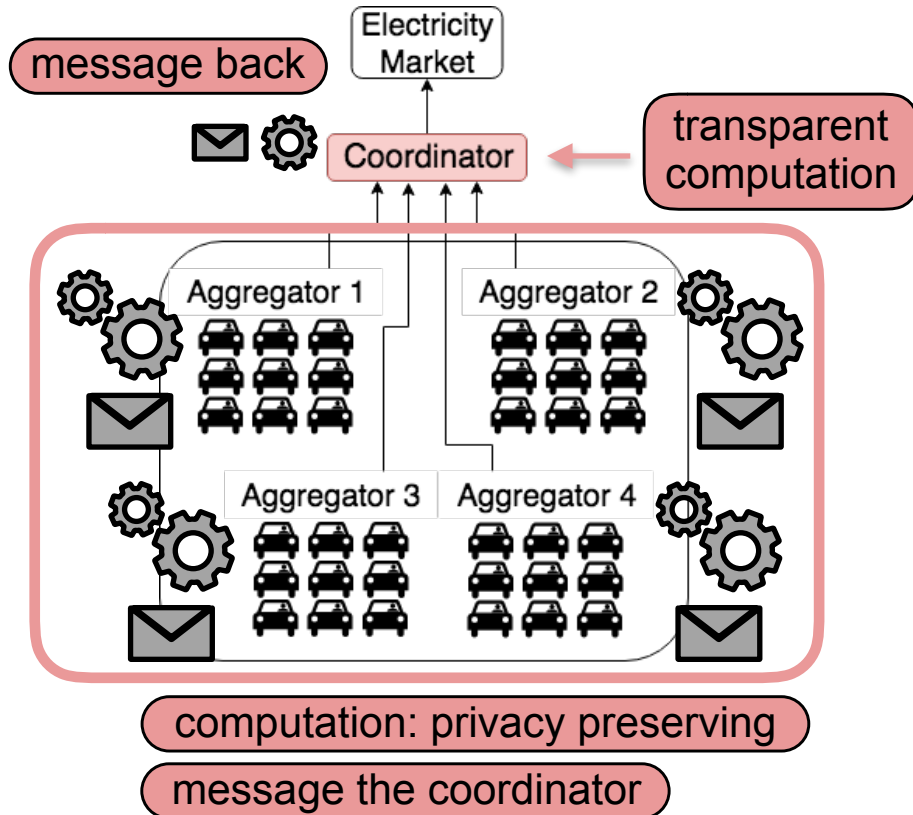 Electricity
Market
message back
transparent
computation
Coordinator
Aggregator 1
Aggregator 2
Aggregator 3
Aggregator 4
computation: privacy preserving
message the coordinator